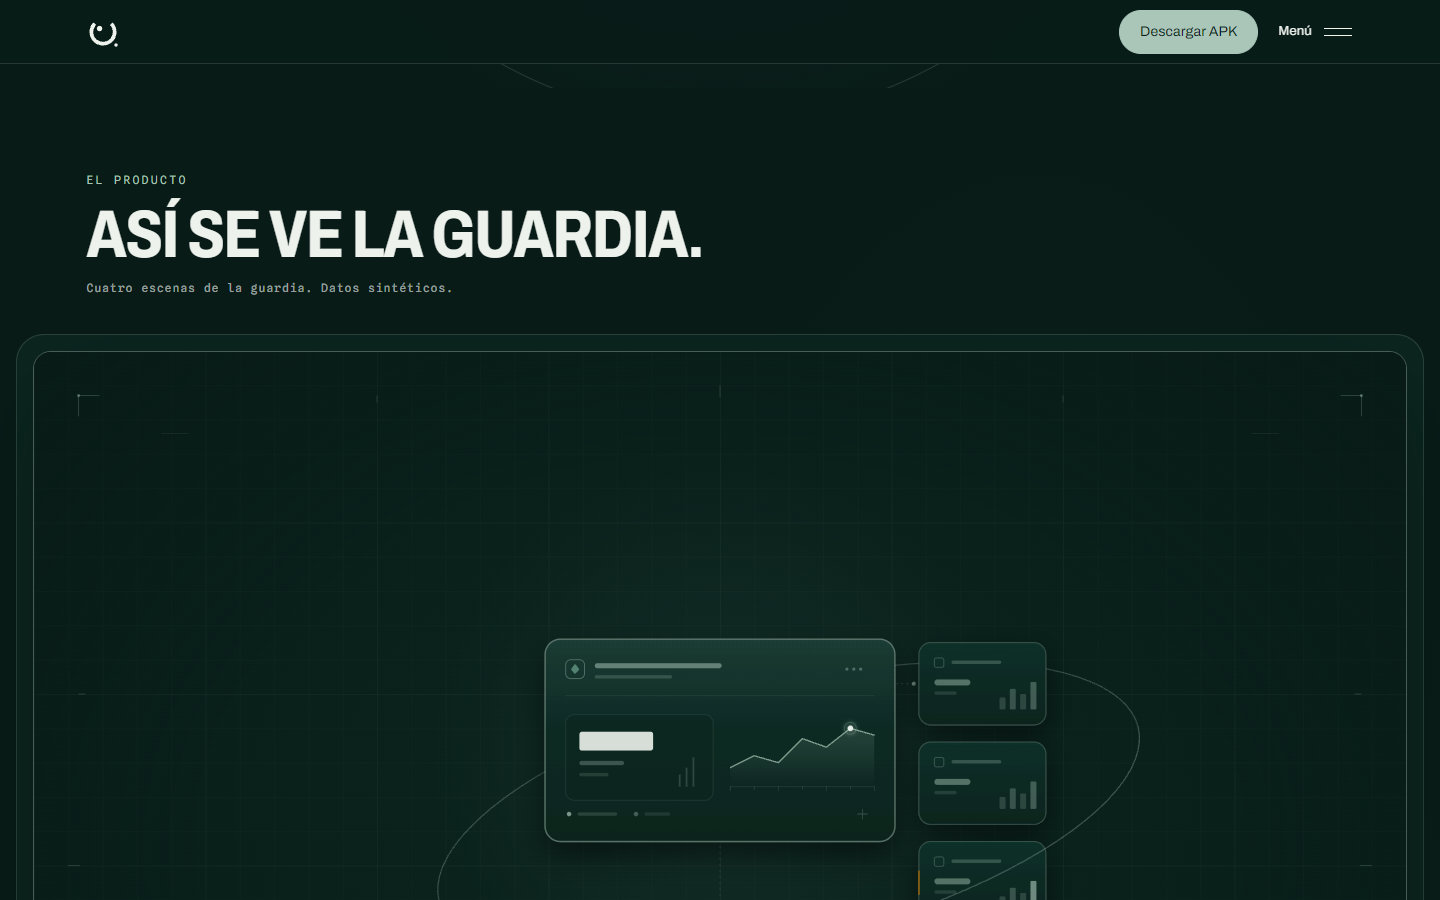 Descargar APK
Menú
EL PRODUCTO
ASÍ SE VE LA GUARDIA.
Cuatro escenas de la guardia. Datos sintéticos.